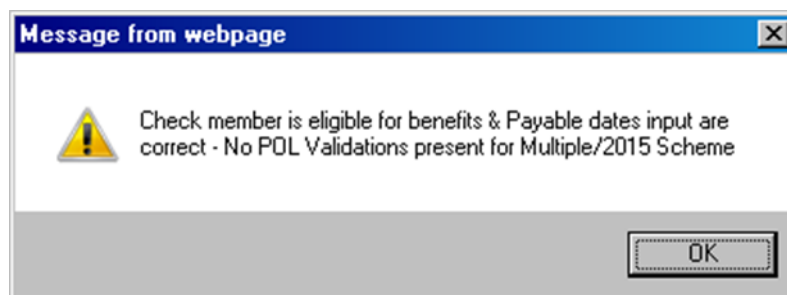 Message from webpage
Check member is eligible for benefits & Payable dates input are
correct - No POL Validations present for Multiple/2015 Scheme
OK